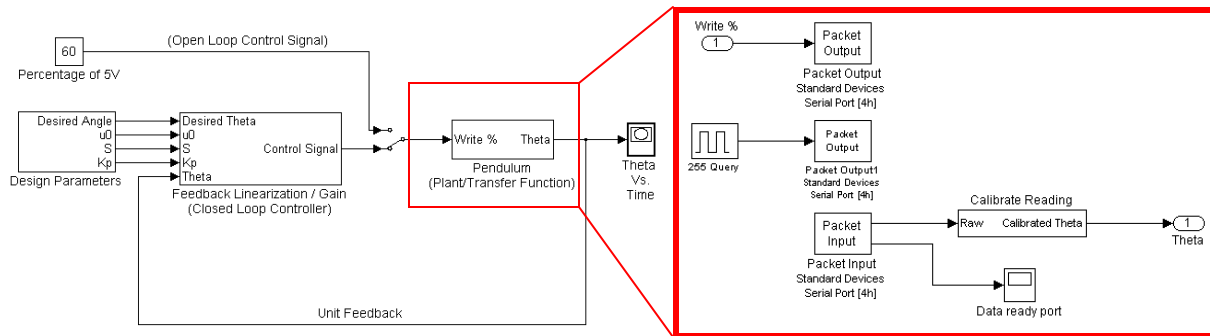 (Open Loop Control Signal)
60
Percentage of 5V
Desired Angle
u0
S
Kp
Design Parameters
Desired Theta
u0
S
Kp
Theta
Control Signal
Feedback Linearization / Gain
(Closed Loop Controller)
Write %
Theta
Pendulum
(Plant/Transfer Function)
Theta
Vs.
Time
Unit Feedback
Write %
1
Packet
Output
Packet Output
Standard Devices
Serial Port [4h]
255 Query
Packet
Output
Packet Output1
Standard Devices
Serial Port [4h]
Packet
Input
Packet Input
Standard Devices
Serial Port [4h]
Calibrate Reading
Raw
Calibrated Theta
1
Theta
Data ready port